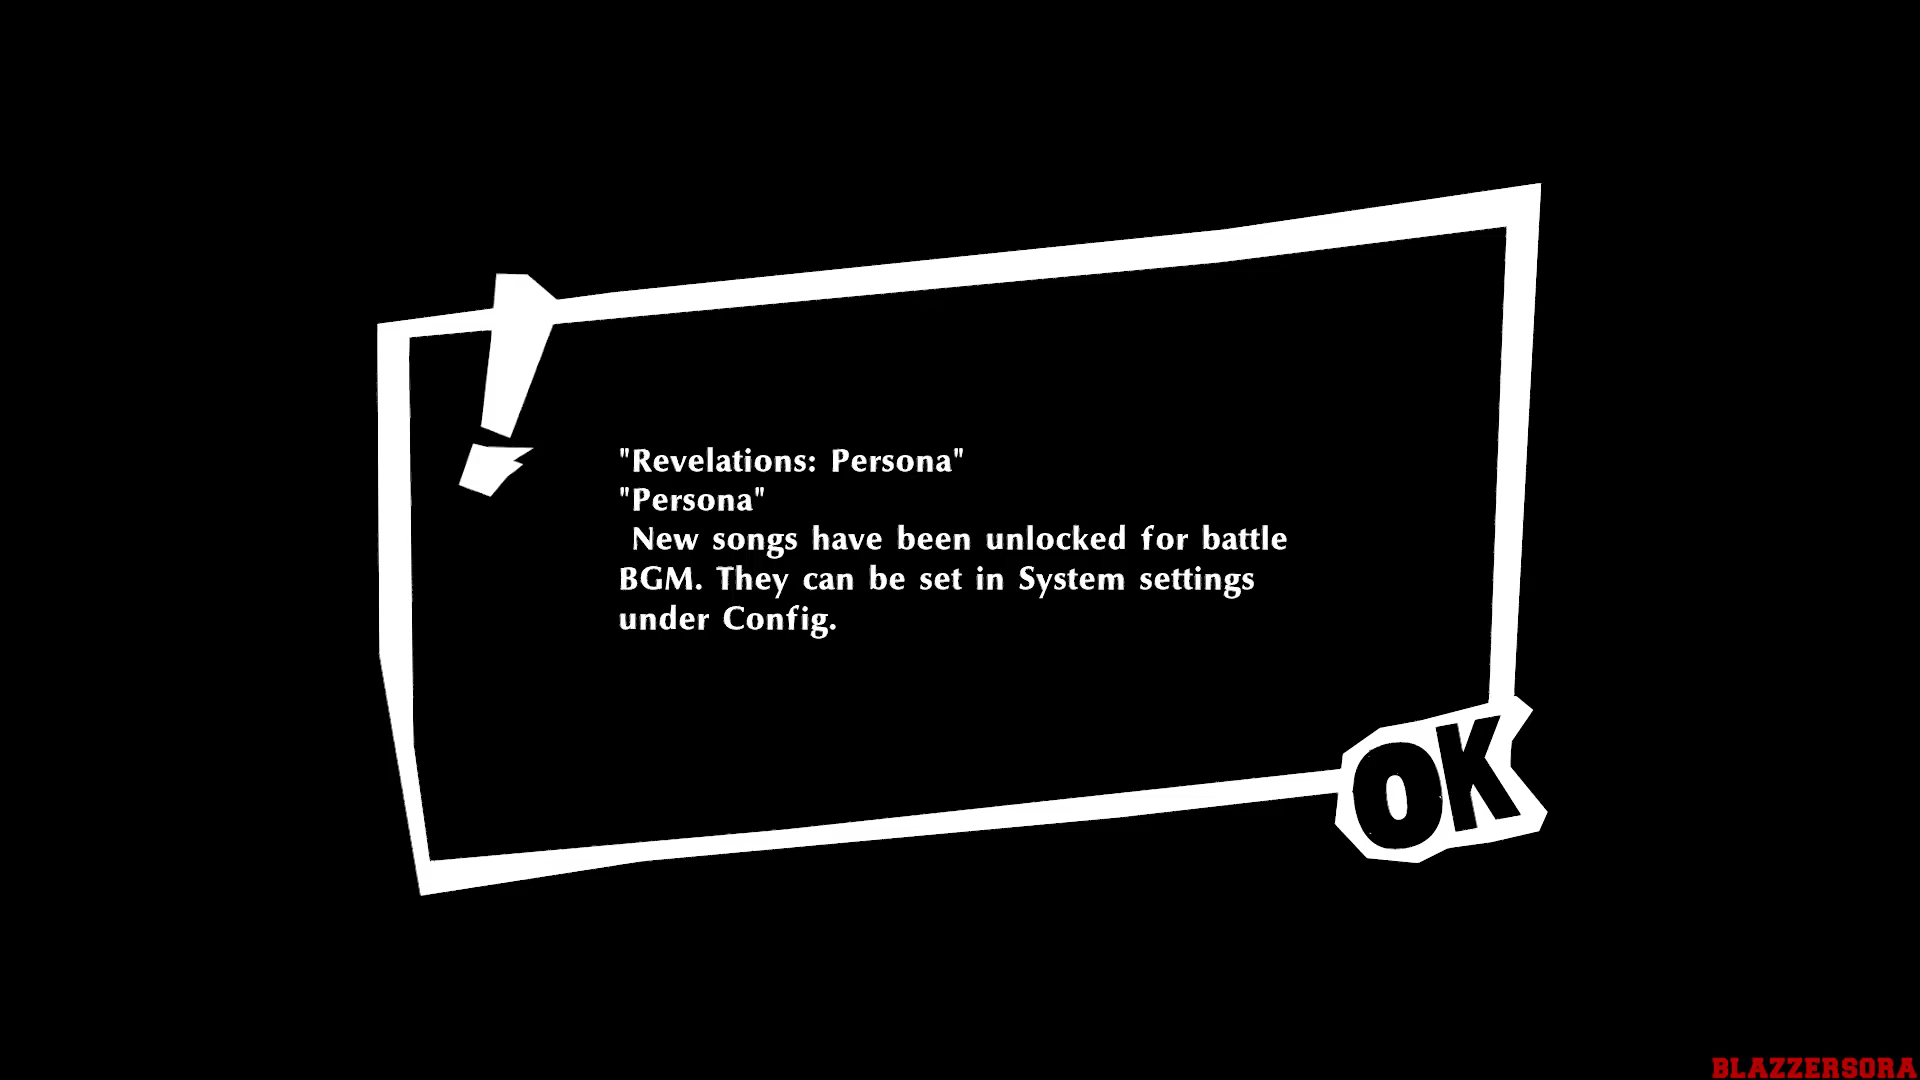 "Revelations: Persona"
"Persona"
New songs have been unlocked for battle
BGM. They can be set in System settings
under Config.
OK
BLAZZERSORA